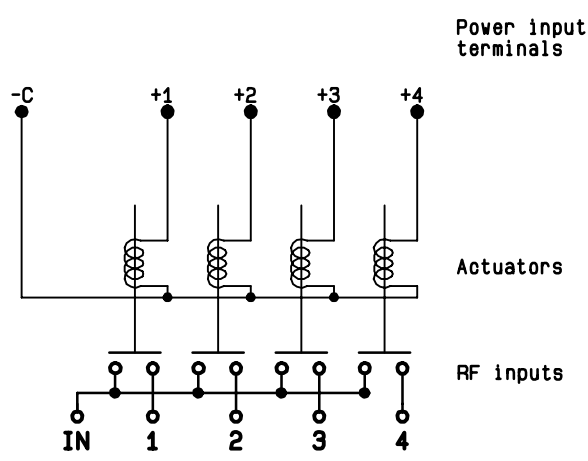 Power input
terminals
-C +1 +2 +3 +4
Actuators
RF inputs
IN 1 2 3 4